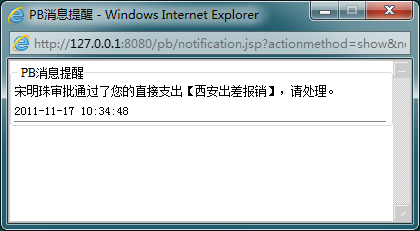 PB消息提醒 - Windows Internet Explorer
http://127.0.0.1:8080/pb/notification.jsp?actionmethod=show&n
PB消息提醒
宋明珠审批通过了您的直接支出【西安出差报销】，请处理。
2011-11-17 10:34:48